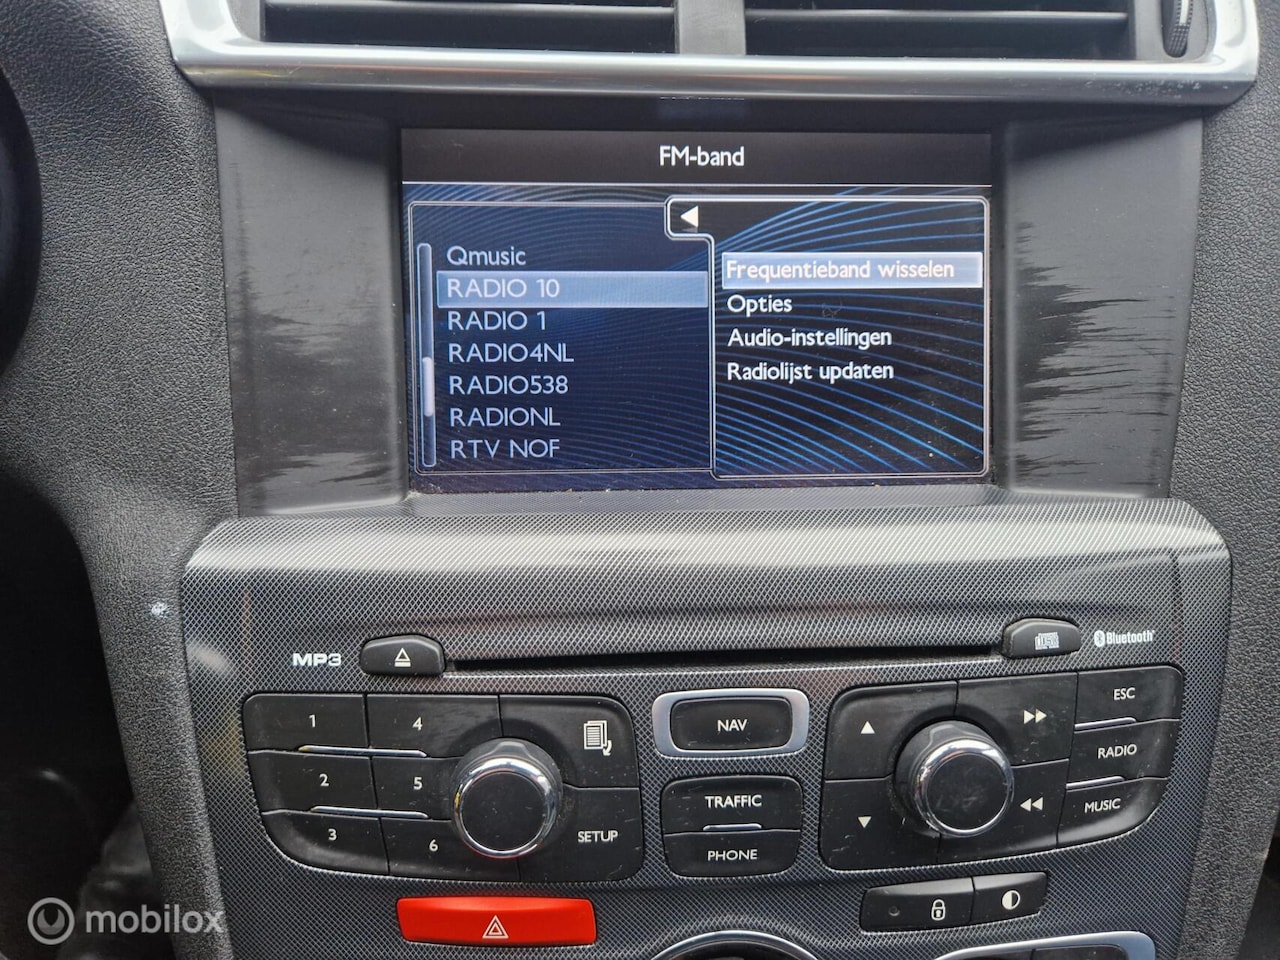 FM-band
Qmusic
RADIO 10
RADIO 1
RADIO4NL
RADIO538
RADIONL
RTV NOF
Frequentieband wisselen
Opties
Audio-instellingen
Radiolijst updaten
MP3
Bluetooth
1
4
2
5
3
6
SETUP
NAV
TRAFFIC
PHONE
ESC
RADIO
MUSIC
mobilox